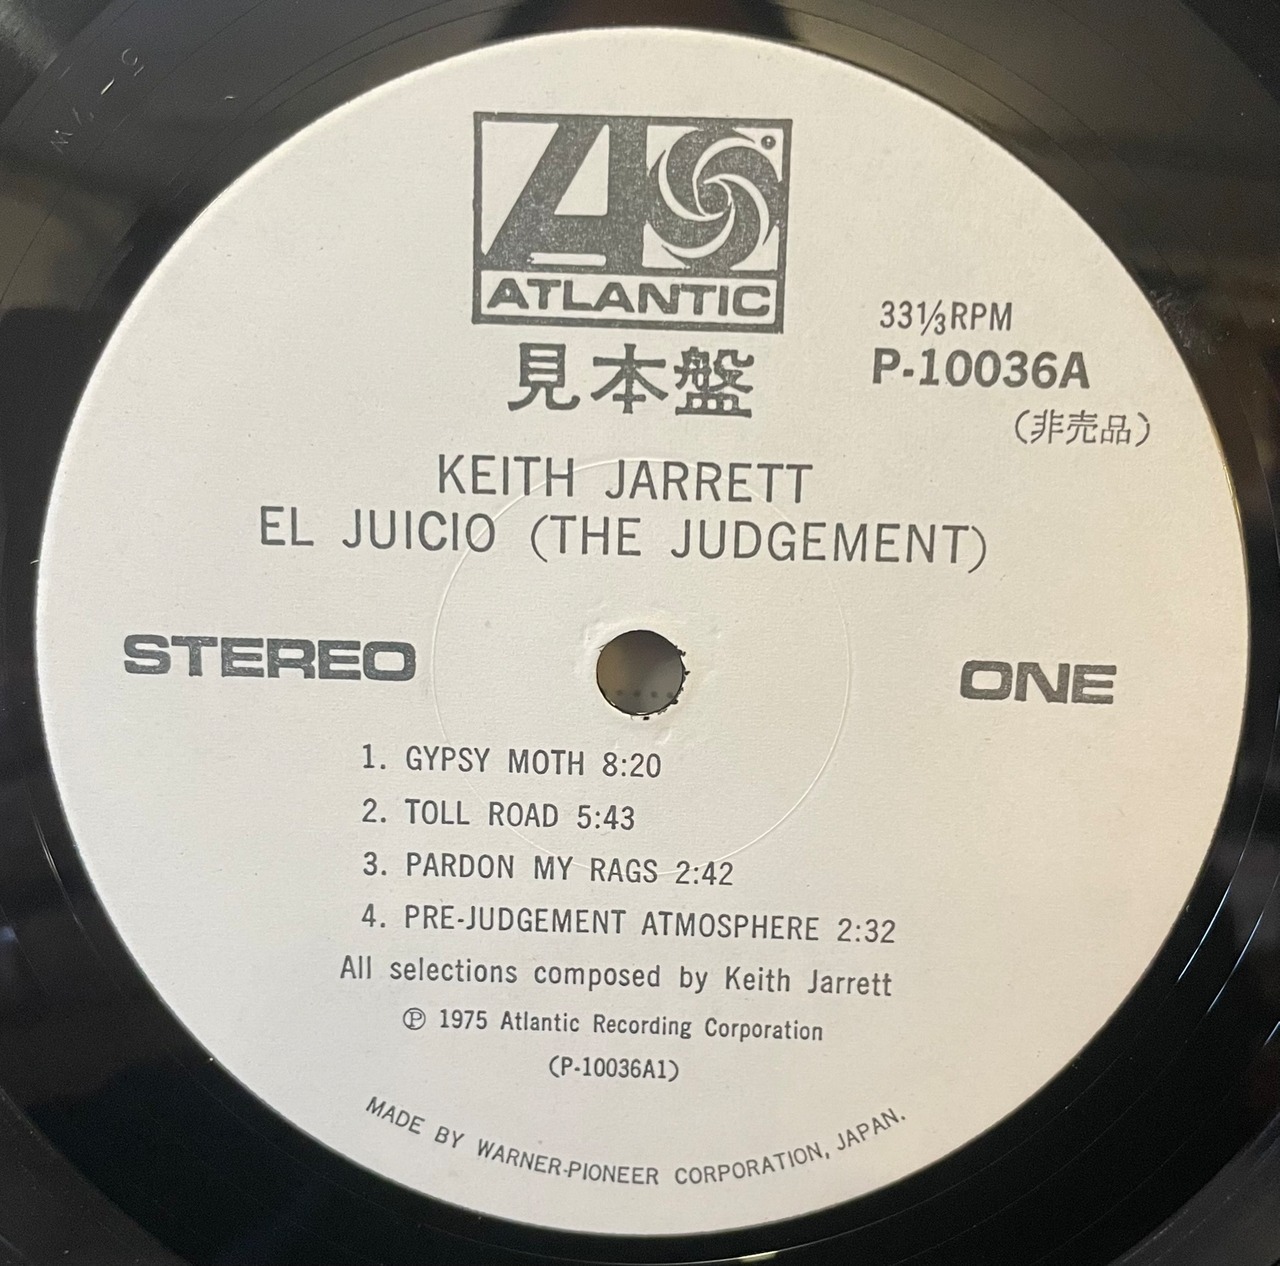 ATLANTIC
見本盤
33⅓RPM
P-10036A
(非売品)
KEITH JARRETT
EL JUICIO (THE JUDGEMENT)
STEREO
ONE
1. GYPSY MOTH 8:20
2. TOLL ROAD 5:43
3. PARDON MY RAGS 2:42
4. PRE-JUDGEMENT ATMOSPHERE 2:32
All selections composed by Keith Jarrett
Ⓟ 1975 Atlantic Recording Corporation
(P-10036A1)
MADE BY WARNER-PIONEER CORPORATION, JAPAN.